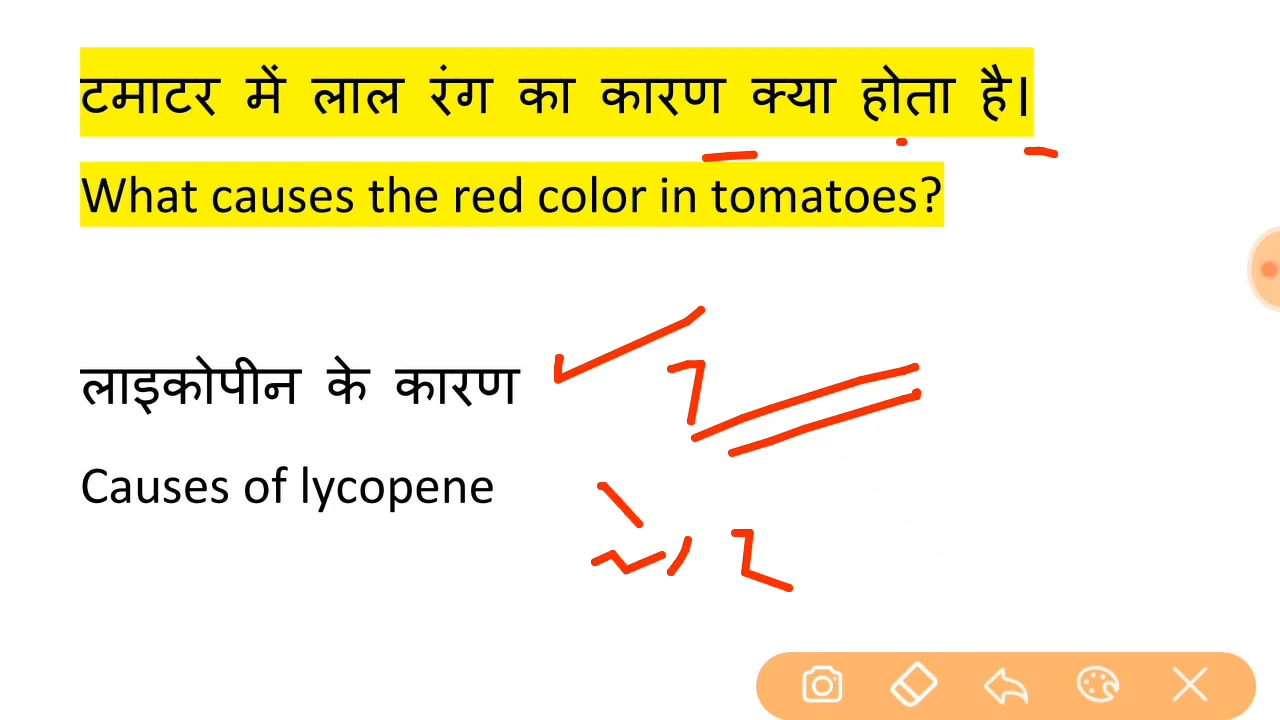 टमाटर में लाल रंग का कारण क्या होता है।
What causes the red color in tomatoes?
लाइकोपीन के कारण
Causes of lycopene